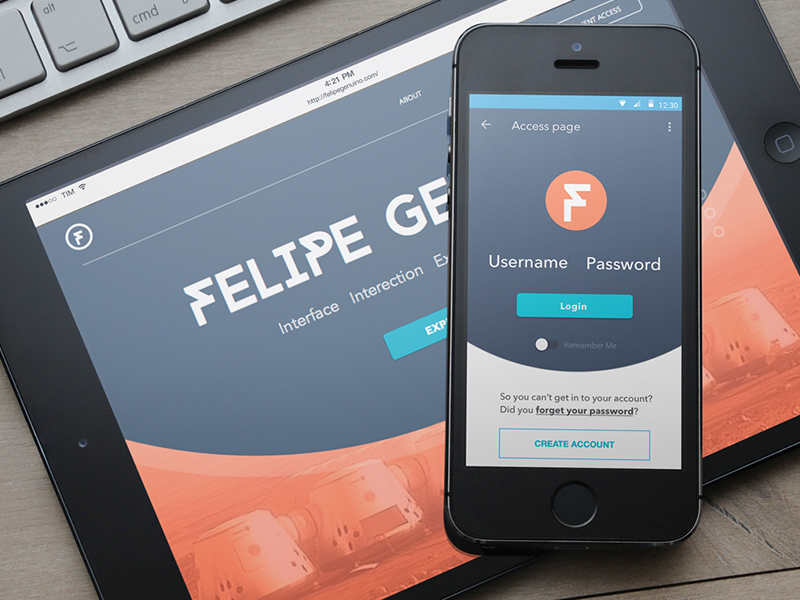 alt
cmd
4:21 PM
http://felipegenuino.com/
TIM
ABOUT
ACCESS
FELIPE GE
Interface Interection Ex
EXP
12:30
Access page
F
Username Password
Login
Remember Me
So you can't get in to your account?
Did you forget your password?
CREATE ACCOUNT